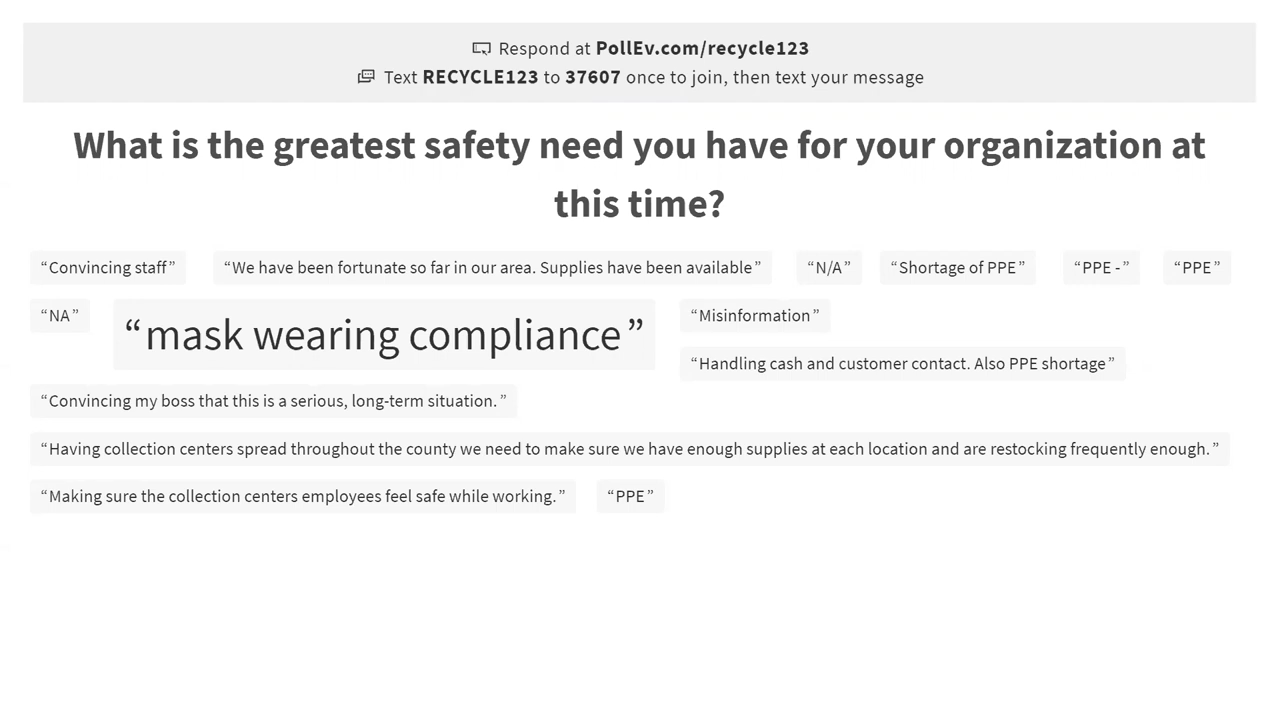 Respond at PollEv.com/recycle123
Text RECYCLE123 to 37607 once to join, then text your message
What is the greatest safety need you have for your organization at
this time?
“Convincing staff” “We have been fortunate so far in our area. Supplies have been available” “N/A” “Shortage of PPE” “PPE -” “PPE”
“NA” “mask wearing compliance” “Misinformation”
“Handling cash and customer contact. Also PPE shortage”
“Convincing my boss that this is a serious, long-term situation.”
“Having collection centers spread throughout the county we need to make sure we have enough supplies at each location and are restocking frequently enough.”
“Making sure the collection centers employees feel safe while working.” “PPE”